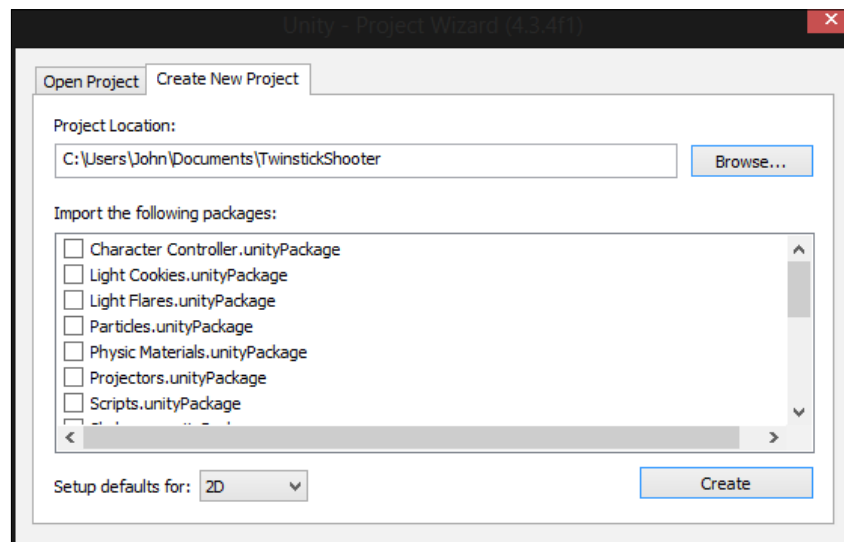 Unity - Project Wizard (4.3.4f1)
Open Project
Create New Project
Project Location:
C:\Users\John\Documents\TwinstickShooter
Browse...
Import the following packages:
Character Controller.unityPackage
Light Cookies.unityPackage
Light Flares.unityPackage
Particles.unityPackage
Physic Materials.unityPackage
Projectors.unityPackage
Scripts.unityPackage
Setup defaults for: 2D
Create